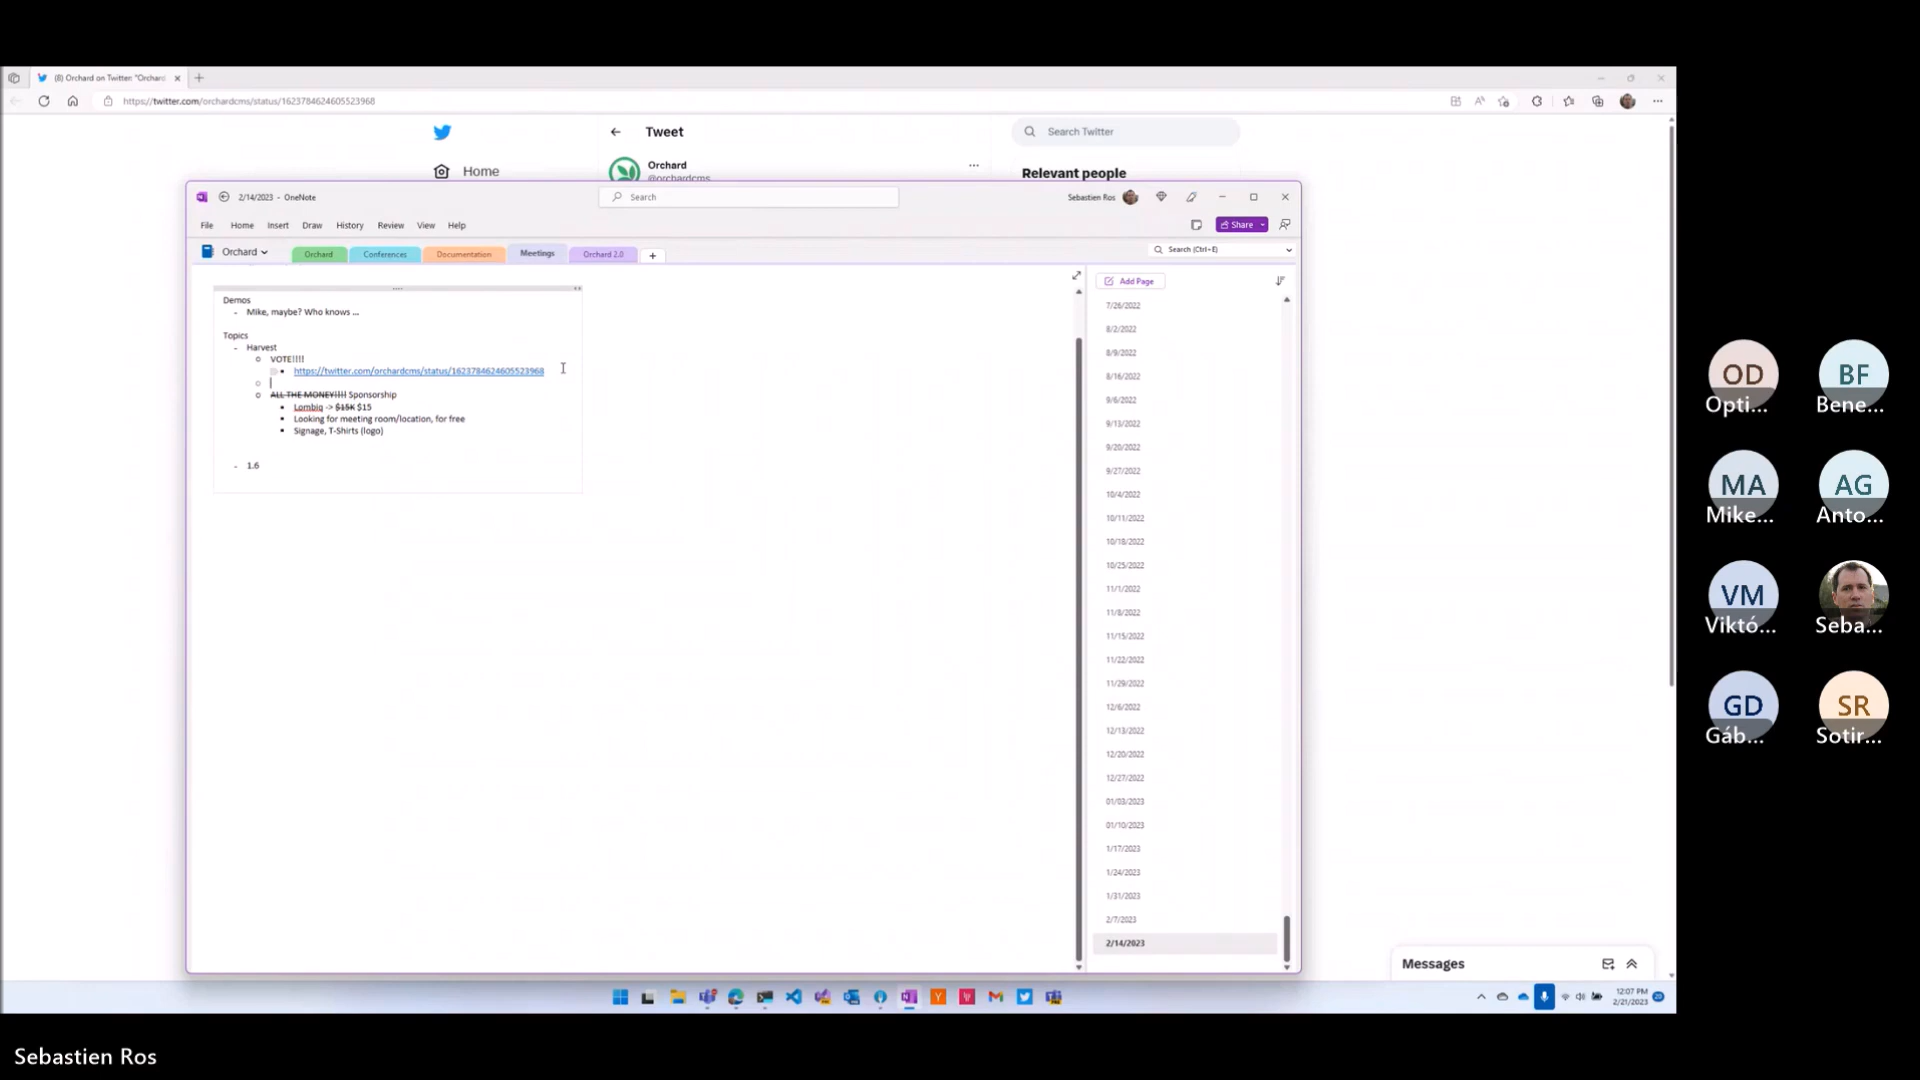 (8) Orchard on Twitter: "Orchard
https://twitter.com/orchardcms/status/1623784624605523968
Home
Tweet
Orchard
@orchardcms
Search Twitter
Relevant people
2/14/2023 - OneNote
Search
Sebastien Ros
File Home Insert Draw History Review View Help
Share
Orchard
Orchard Conferences Documentation Meetings Orchard 2.0
Search (Ctrl+E)
Add Page
Demos
- Mike, maybe? Who knows ...
Topics
- Harvest
VOTE!!!!
https://twitter.com/orchardcms/status/1623784624605523968
ALL THE MONEY!!!! Sponsorship
Lombiq -> $15K $15
Looking for meeting room/location, for free
Signage, T-Shirts (logo)
- 1.6
7/26/2022
8/2/2022
8/9/2022
8/16/2022
9/6/2022
9/13/2022
9/20/2022
9/27/2022
10/4/2022
10/11/2022
10/18/2022
10/25/2022
11/1/2022
11/8/2022
11/15/2022
11/22/2022
11/29/2022
12/6/2022
12/13/2022
12/20/2022
12/27/2022
01/03/2023
01/10/2023
1/17/2023
1/24/2023
1/31/2023
2/7/2023
2/14/2023
Messages
12:07 PM
2/21/2023
20
OD
Opti...
BF
Bene...
MA
Mike...
AG
Anto...
VM
Viktó...
Seba...
GD
Gáb...
SR
Sotir...
Sebastien Ros